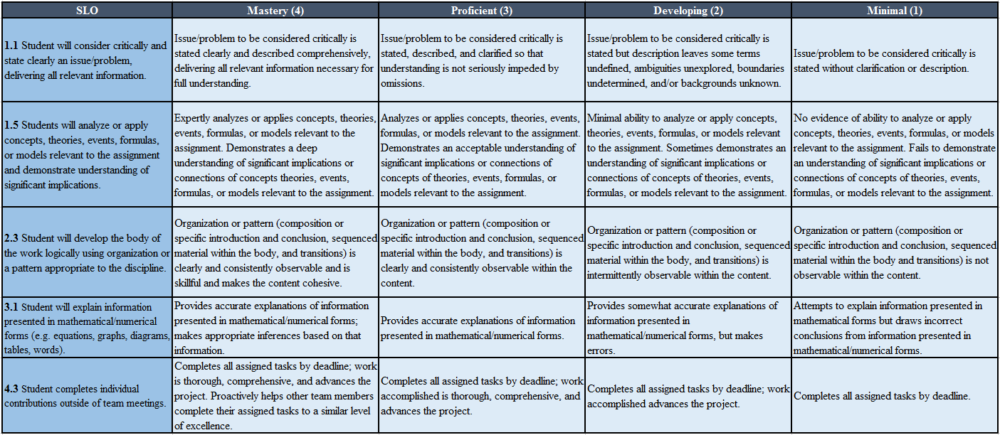 SLO
Mastery (4)
Proficient (3)
Developing (2)
Minimal (1)
1.1 Student will consider critically and
state clearly an issue/problem,
delivering all relevant information.
Issue/problem to be considered critically is
stated clearly and described comprehensively,
delivering all relevant information necessary for
full understanding.
Issue/problem to be considered critically is
stated, described, and clarified so that
understanding is not seriously impeded by
omissions.
Issue/problem to be considered critically is
stated but description leaves some terms
undefined, ambiguities unexplored, boundaries
undetermined, and/or backgrounds unknown.
Issue/problem to be considered critically is
stated without clarification or description.
1.5 Students will analyze or apply
concepts, theories, events, formulas,
or models relevant to the assignment
and demonstrate understanding of
significant implications.
Expertly analyzes or applies concepts, theories,
events, formulas, or models relevant to the
assignment. Demonstrates a deep
understanding of significant implications or
connections of concepts theories, events,
formulas, or models relevant to the assignment.
Analyzes or applies concepts, theories, events,
formulas, or models relevant to the assignment.
Demonstrates an acceptable understanding of
significant implications or connections of
concepts of theories, events, formulas, or
models relevant to the assignment.
Minimal ability to analyze or apply concepts,
theories, events, formulas, or models relevant
to the assignment. Sometimes demonstrates an
understanding of significant implications or
connections of concepts of theories, events,
formulas, or models relevant to the assignment.
No evidence of ability to analyze or apply
concepts, theories, events, formulas, or models
relevant to the assignment. Fails to demonstrate
an understanding of significant implications or
connections of concepts of theories, events,
formulas, or models relevant to the assignment.
2.3 Student will develop the body of
the work logically using organization or
a pattern appropriate to the discipline.
Organization or pattern (composition or
specific introduction and conclusion, sequenced
material within the body, and transitions) is
clearly and consistently observable and is
skillful and makes the content cohesive.
Organization or pattern (composition or
specific introduction and conclusion, sequenced
material within the body, and transitions) is
clearly and consistently observable within the
content.
Organization or pattern (composition or
specific introduction and conclusion, sequenced
material within the body, and transitions) is
intermittently observable within the content.
Organization or pattern (composition or
specific introduction and conclusion, sequenced
material within the body and transitions) is not
observable within the content.
3.1 Student will explain information
presented in mathematical/numerical
forms (e.g. equations, graphs, diagrams,
tables, words).
Provides accurate explanations of information
presented in mathematical/numerical forms;
makes appropriate inferences based on that
information.
Provides accurate explanations of information
presented in mathematical/numerical forms.
Provides somewhat accurate explanations of
information presented in
mathematical/numerical forms, but makes
errors.
Attempts to explain information presented in
mathematical forms but draws incorrect
conclusions from information presented in
mathematical/numerical forms.
4.3 Student completes individual
contributions outside of team meetings.
Completes all assigned tasks by deadline; work
is thorough, comprehensive, and advances the
project. Proactively helps other team members
complete their assigned tasks to a similar level
of excellence.
Completes all assigned tasks by deadline; work
accomplished is thorough, comprehensive, and
advances the project.
Completes all assigned tasks by deadline; work
accomplished advances the project.
Completes all assigned tasks by deadline.